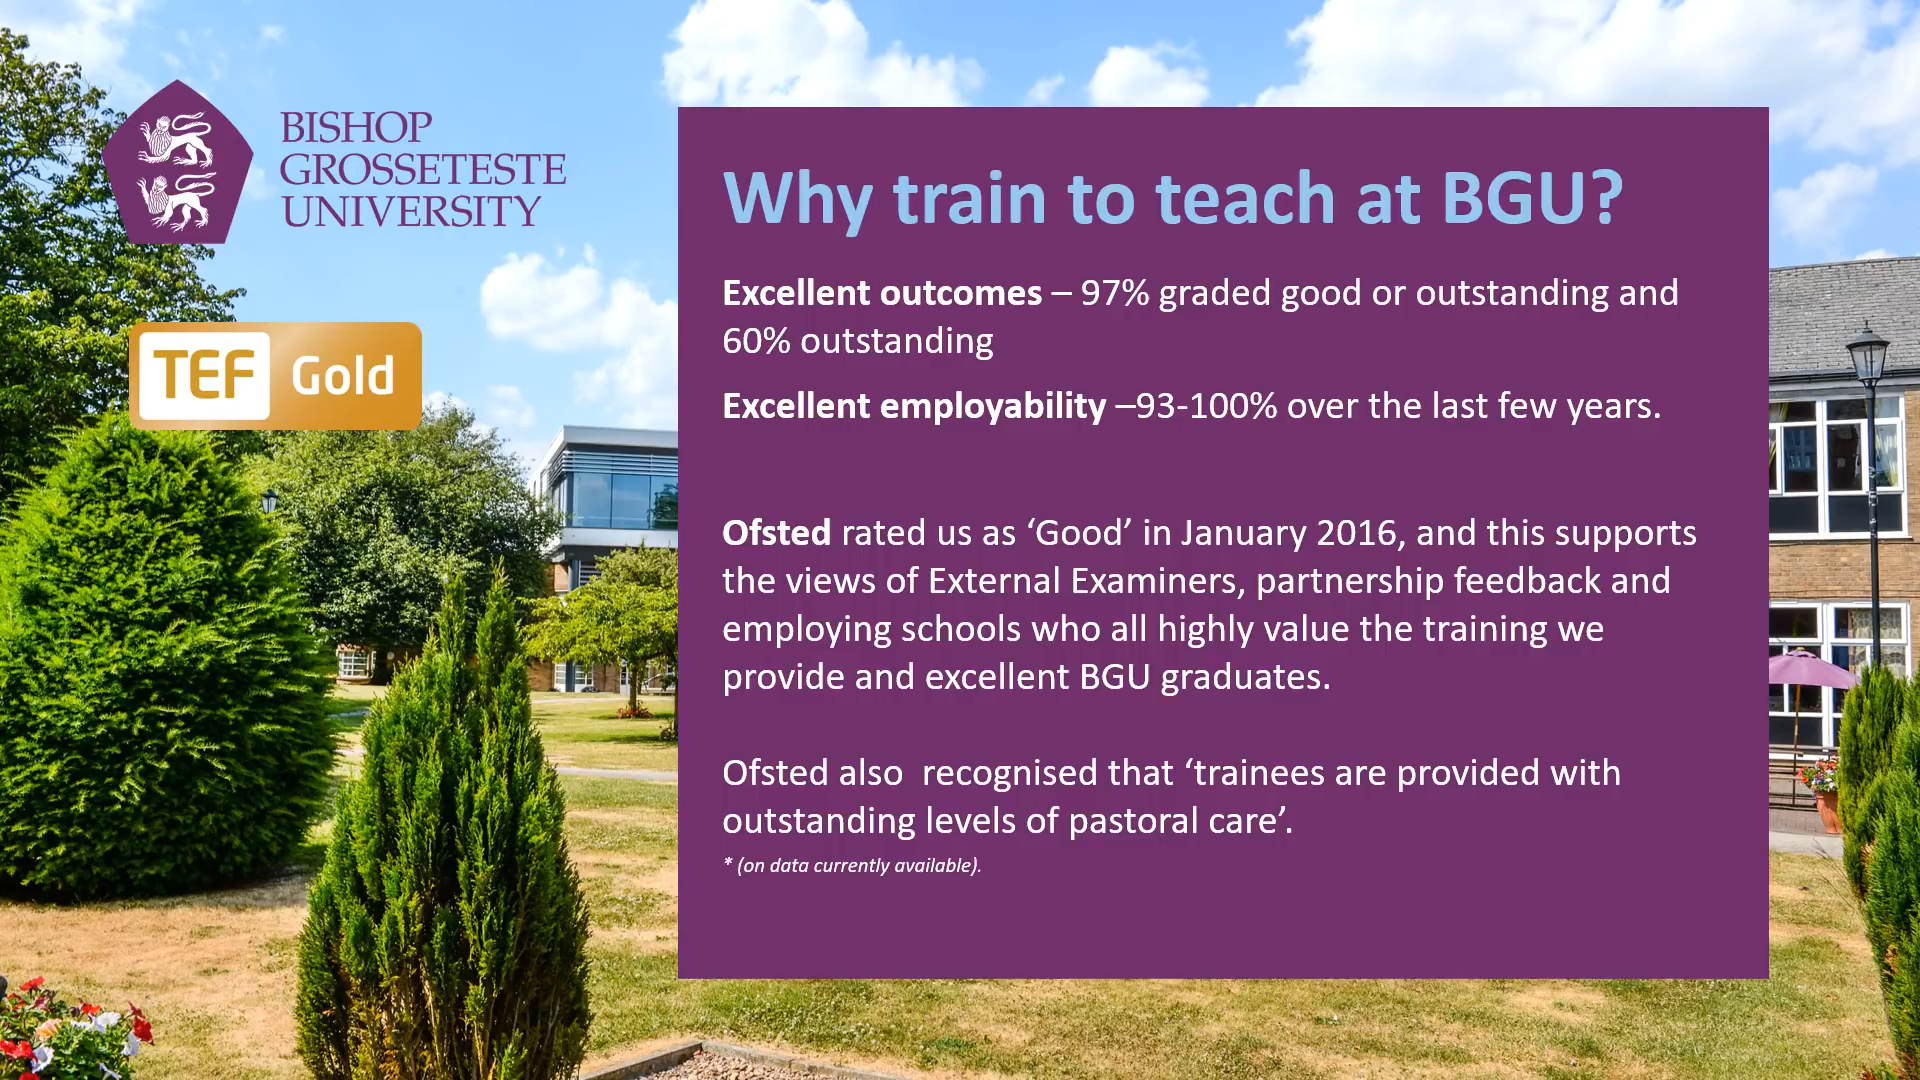 BISHOP
GROSSETESTE
UNIVERSITY
TEF Gold
Why train to teach at BGU?
Excellent outcomes – 97% graded good or outstanding and
60% outstanding
Excellent employability –93-100% over the last few years.
Ofsted rated us as ‘Good’ in January 2016, and this supports
the views of External Examiners, partnership feedback and
employing schools who all highly value the training we
provide and excellent BGU graduates.
Ofsted also  recognised that ‘trainees are provided with
outstanding levels of pastoral care’.
* (on data currently available).